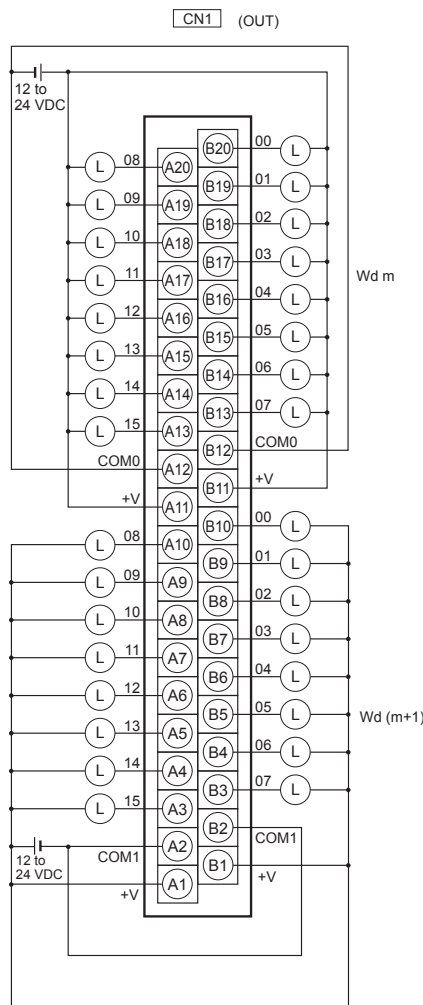 CN1 (OUT)
12 to
24 VDC
00 L
B20
L 08 A20
01 L
B19
L 09 A19
02 L
B18
L 10 A18
03 L
B17
L 11 A17
Wd m
04 L
B16
L 12 A16
05 L
B15
L 13 A15
06 L
B14
L 14 A14
07 L
B13
L 15 A13
COM0
B12
COM0 A12
+V
B11
+V A11
00 L
B10
L 08 A10
01 L
B9
L 09 A9
02 L
B8
L 10 A8
03 L
B7
L 11 A7
04 L
B6
L 12 A6
05 L
B5
Wd (m+1)
L 13 A5
06 L
B4
L 14 A4
07 L
B3
L 15 A3
B2
COM1
12 to
24 VDC
COM1 A2
B1
+V
+V A1